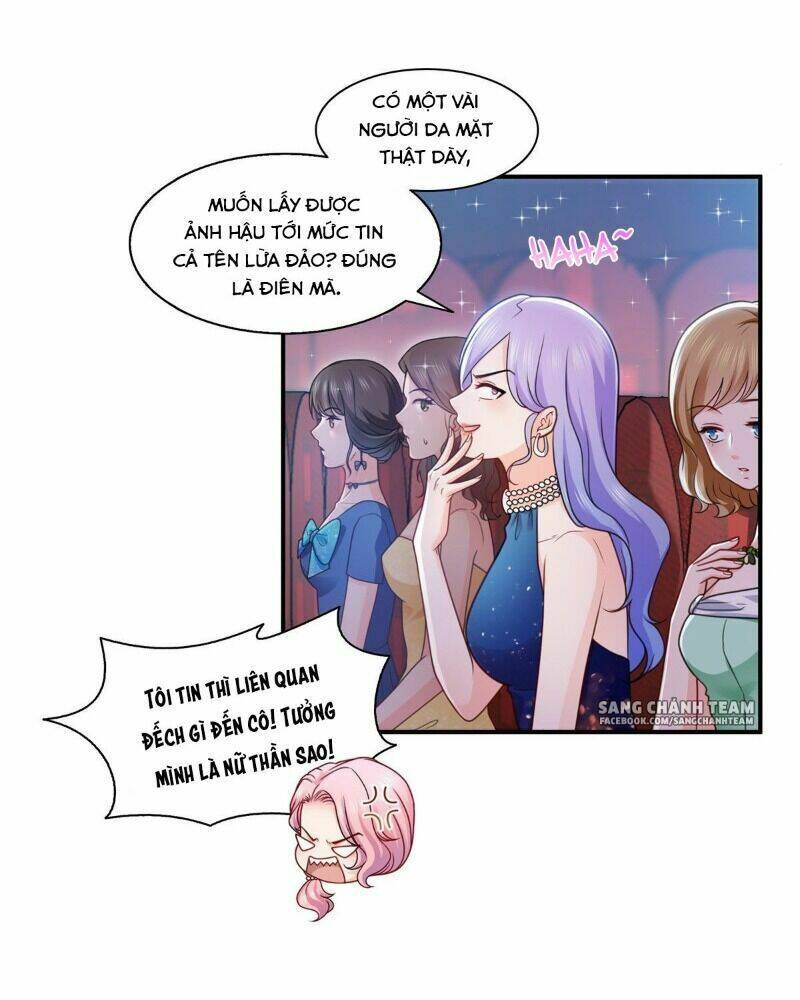 CÓ MỘT VÀI
NGƯỜI DA MẶT
THẬT DÀY,
MUỐN LẤY ĐƯỢC
ẢNH HẬU TỚI MỨC TIN
CẢ TÊN LỪA ĐẢO? ĐÚNG
LÀ ĐIÊN MÀ.
HAHA~
TÔI TIN THÌ LIÊN QUAN
ĐẾCH GÌ ĐẾN CÔ! TƯỞNG
MÌNH LÀ NỮ THẦN SAO!
SANG CHẢNH TEAM
FACEBOOK.COM/SANGCHANHTEAM